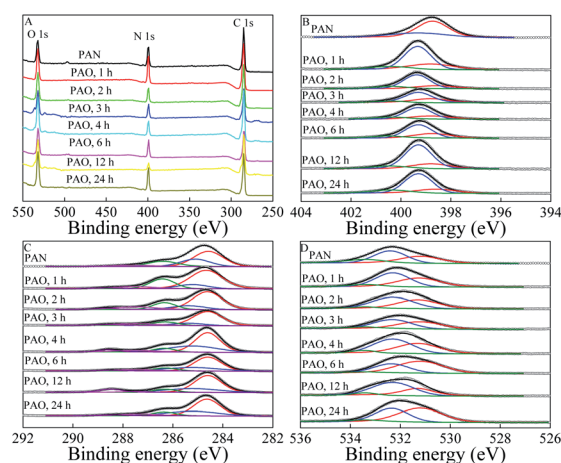 A
O 1s
N 1s
C 1s
PAN
PAO, 1 h
PAO, 2 h
PAO, 3 h
PAO, 4 h
PAO, 6 h
PAO, 12 h
PAO, 24 h
550 500 450 400 350 300 250
Binding energy (eV)
B
PAN
PAO, 1 h
PAO, 2 h
PAO, 3 h
PAO, 4 h
PAO, 6 h
PAO, 12 h
PAO, 24 h
404 402 400 398 396 394
Binding energy (eV)
C
PAN
PAO, 1 h
PAO, 2 h
PAO, 3 h
PAO, 4 h
PAO, 6 h
PAO, 12 h
PAO, 24 h
292 290 288 286 284 282
Binding energy (eV)
D
PAN
PAO, 1 h
PAO, 2 h
PAO, 3 h
PAO, 4 h
PAO, 6 h
PAO, 12 h
PAO, 24 h
536 534 532 530 528 526
Binding energy (eV)